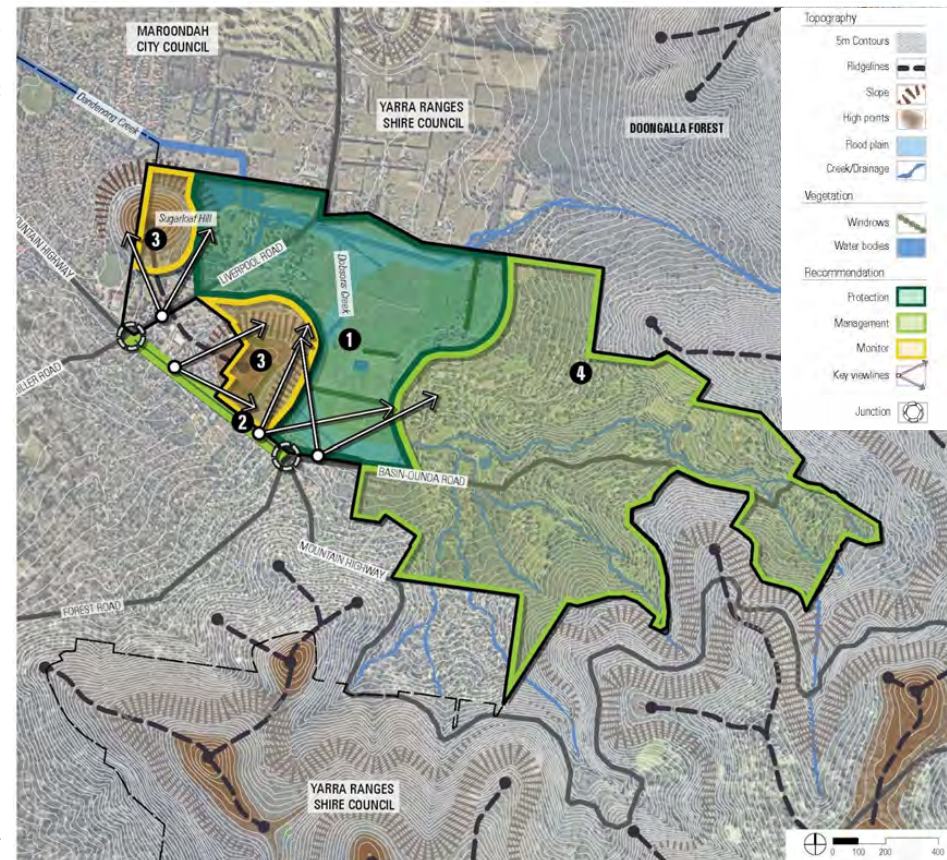 MAROONDAH
CITY COUNCIL
Dandenong Creek
YARRA RANGES
SHIRE COUNCIL
DOONGALLA FOREST
Sugarloaf Hill
3
MOUNTAIN HIGHWAY
LIVERPOOL ROAD
Dobsons Creek
1
3
4
MILLER ROAD
2
BASIN-OLINDA ROAD
MOUNTAIN HIGHWAY
FOREST ROAD
YARRA RANGES
SHIRE COUNCIL
Topography
5m Contours
Ridgelines
Slope
High points
Flood plain
Creek/Drainage
Vegetation
Windrows
Water bodies
Recommendation
Protection
Management
Monitor
Key viewlines
Junction
0 100 200 400